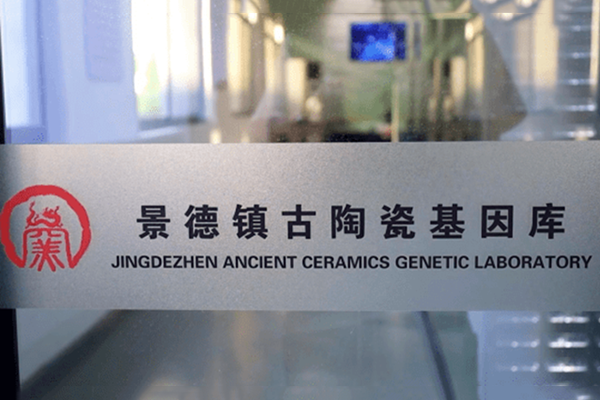 景德镇古陶瓷基因库
JINGDEZHEN ANCIENT CERAMICS GENETIC LABORATORY